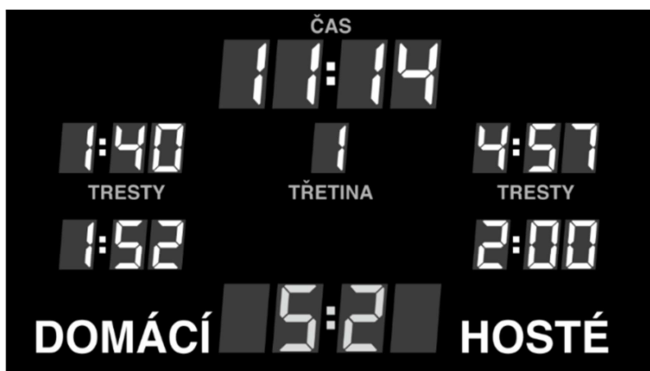 ČAS
11:14
1:40 1 4:57
TRESTY TŘETINA TRESTY
1:52 2:00
DOMÁCÍ 5:2 HOSTÉ